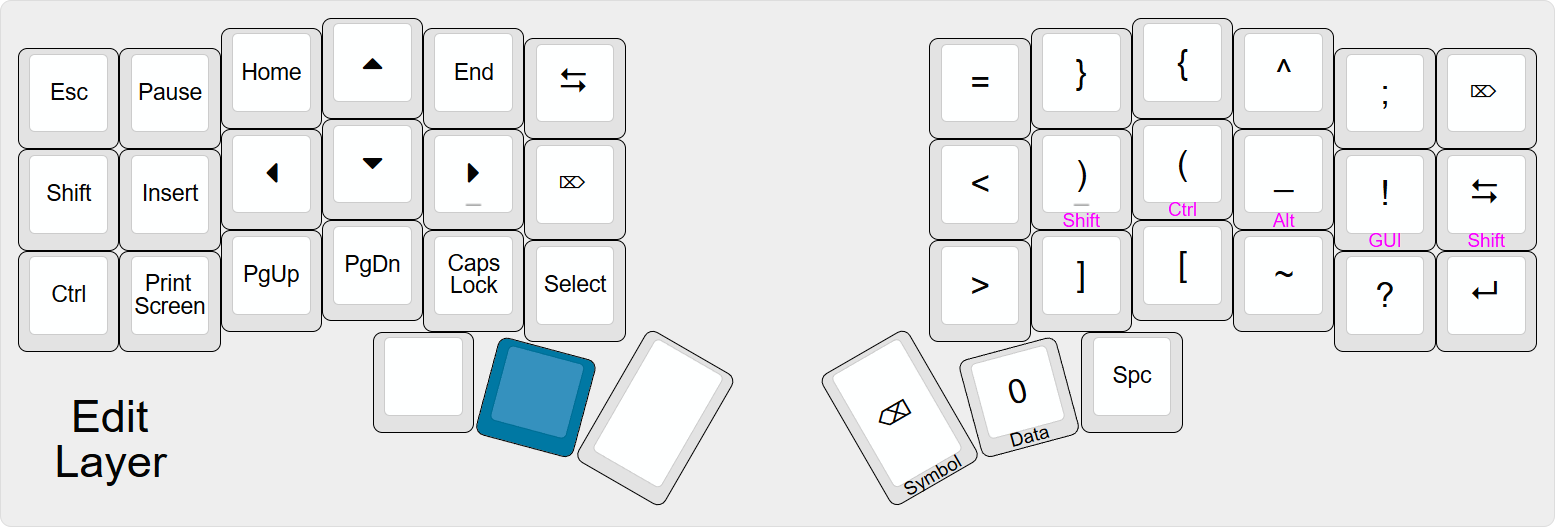 Esc
Pause
Home
▲
End
⇆
=
}
{
^
;
⌦
Shift
Insert
◀
▼
▶
⌦
<
)
Shift
(
Ctrl
_
Alt
!
GUI
⇆
Shift
Ctrl
Print
Screen
PgUp
PgDn
Caps
Lock
Select
>
]
[
~
?
↵
⌫
Symbol
0
Data
Spc
Edit
Layer